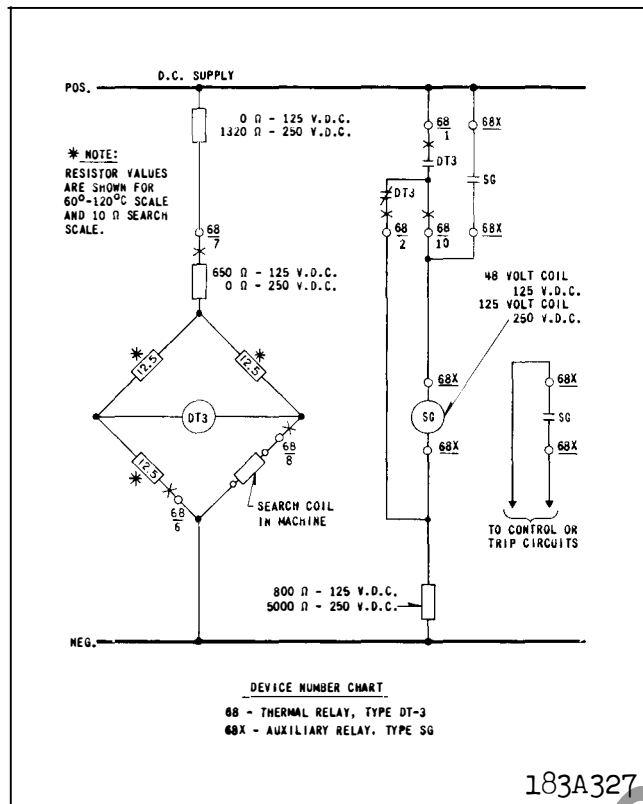 D.C. SUPPLY
POS.
0 Ω - 125 V.D.C.
1320 Ω - 250 V.D.C.
* NOTE:
RESISTOR VALUES
ARE SHOWN FOR
60°-120°C SCALE
AND 10 Ω SEARCH
SCALE.
68
7
650 Ω - 125 V.D.C.
0 Ω - 250 V.D.C.
* 12.5
12.5 *
DT3
* 12.5
68
6
68
8
SEARCH COIL
IN MACHINE
68
1
DT3
68X
SG
DT3
68
2
68
10
68X
48 VOLT COIL
125 V.D.C.
125 VOLT COIL
250 V.D.C.
68X
SG
68X
68X
SG
68X
TO CONTROL OR
TRIP CIRCUITS
800 Ω - 125 V.D.C.
5000 Ω - 250 V.D.C.
NEG.
DEVICE NUMBER CHART
68 - THERMAL RELAY, TYPE DT-3
68X - AUXILIARY RELAY, TYPE SG
183A327